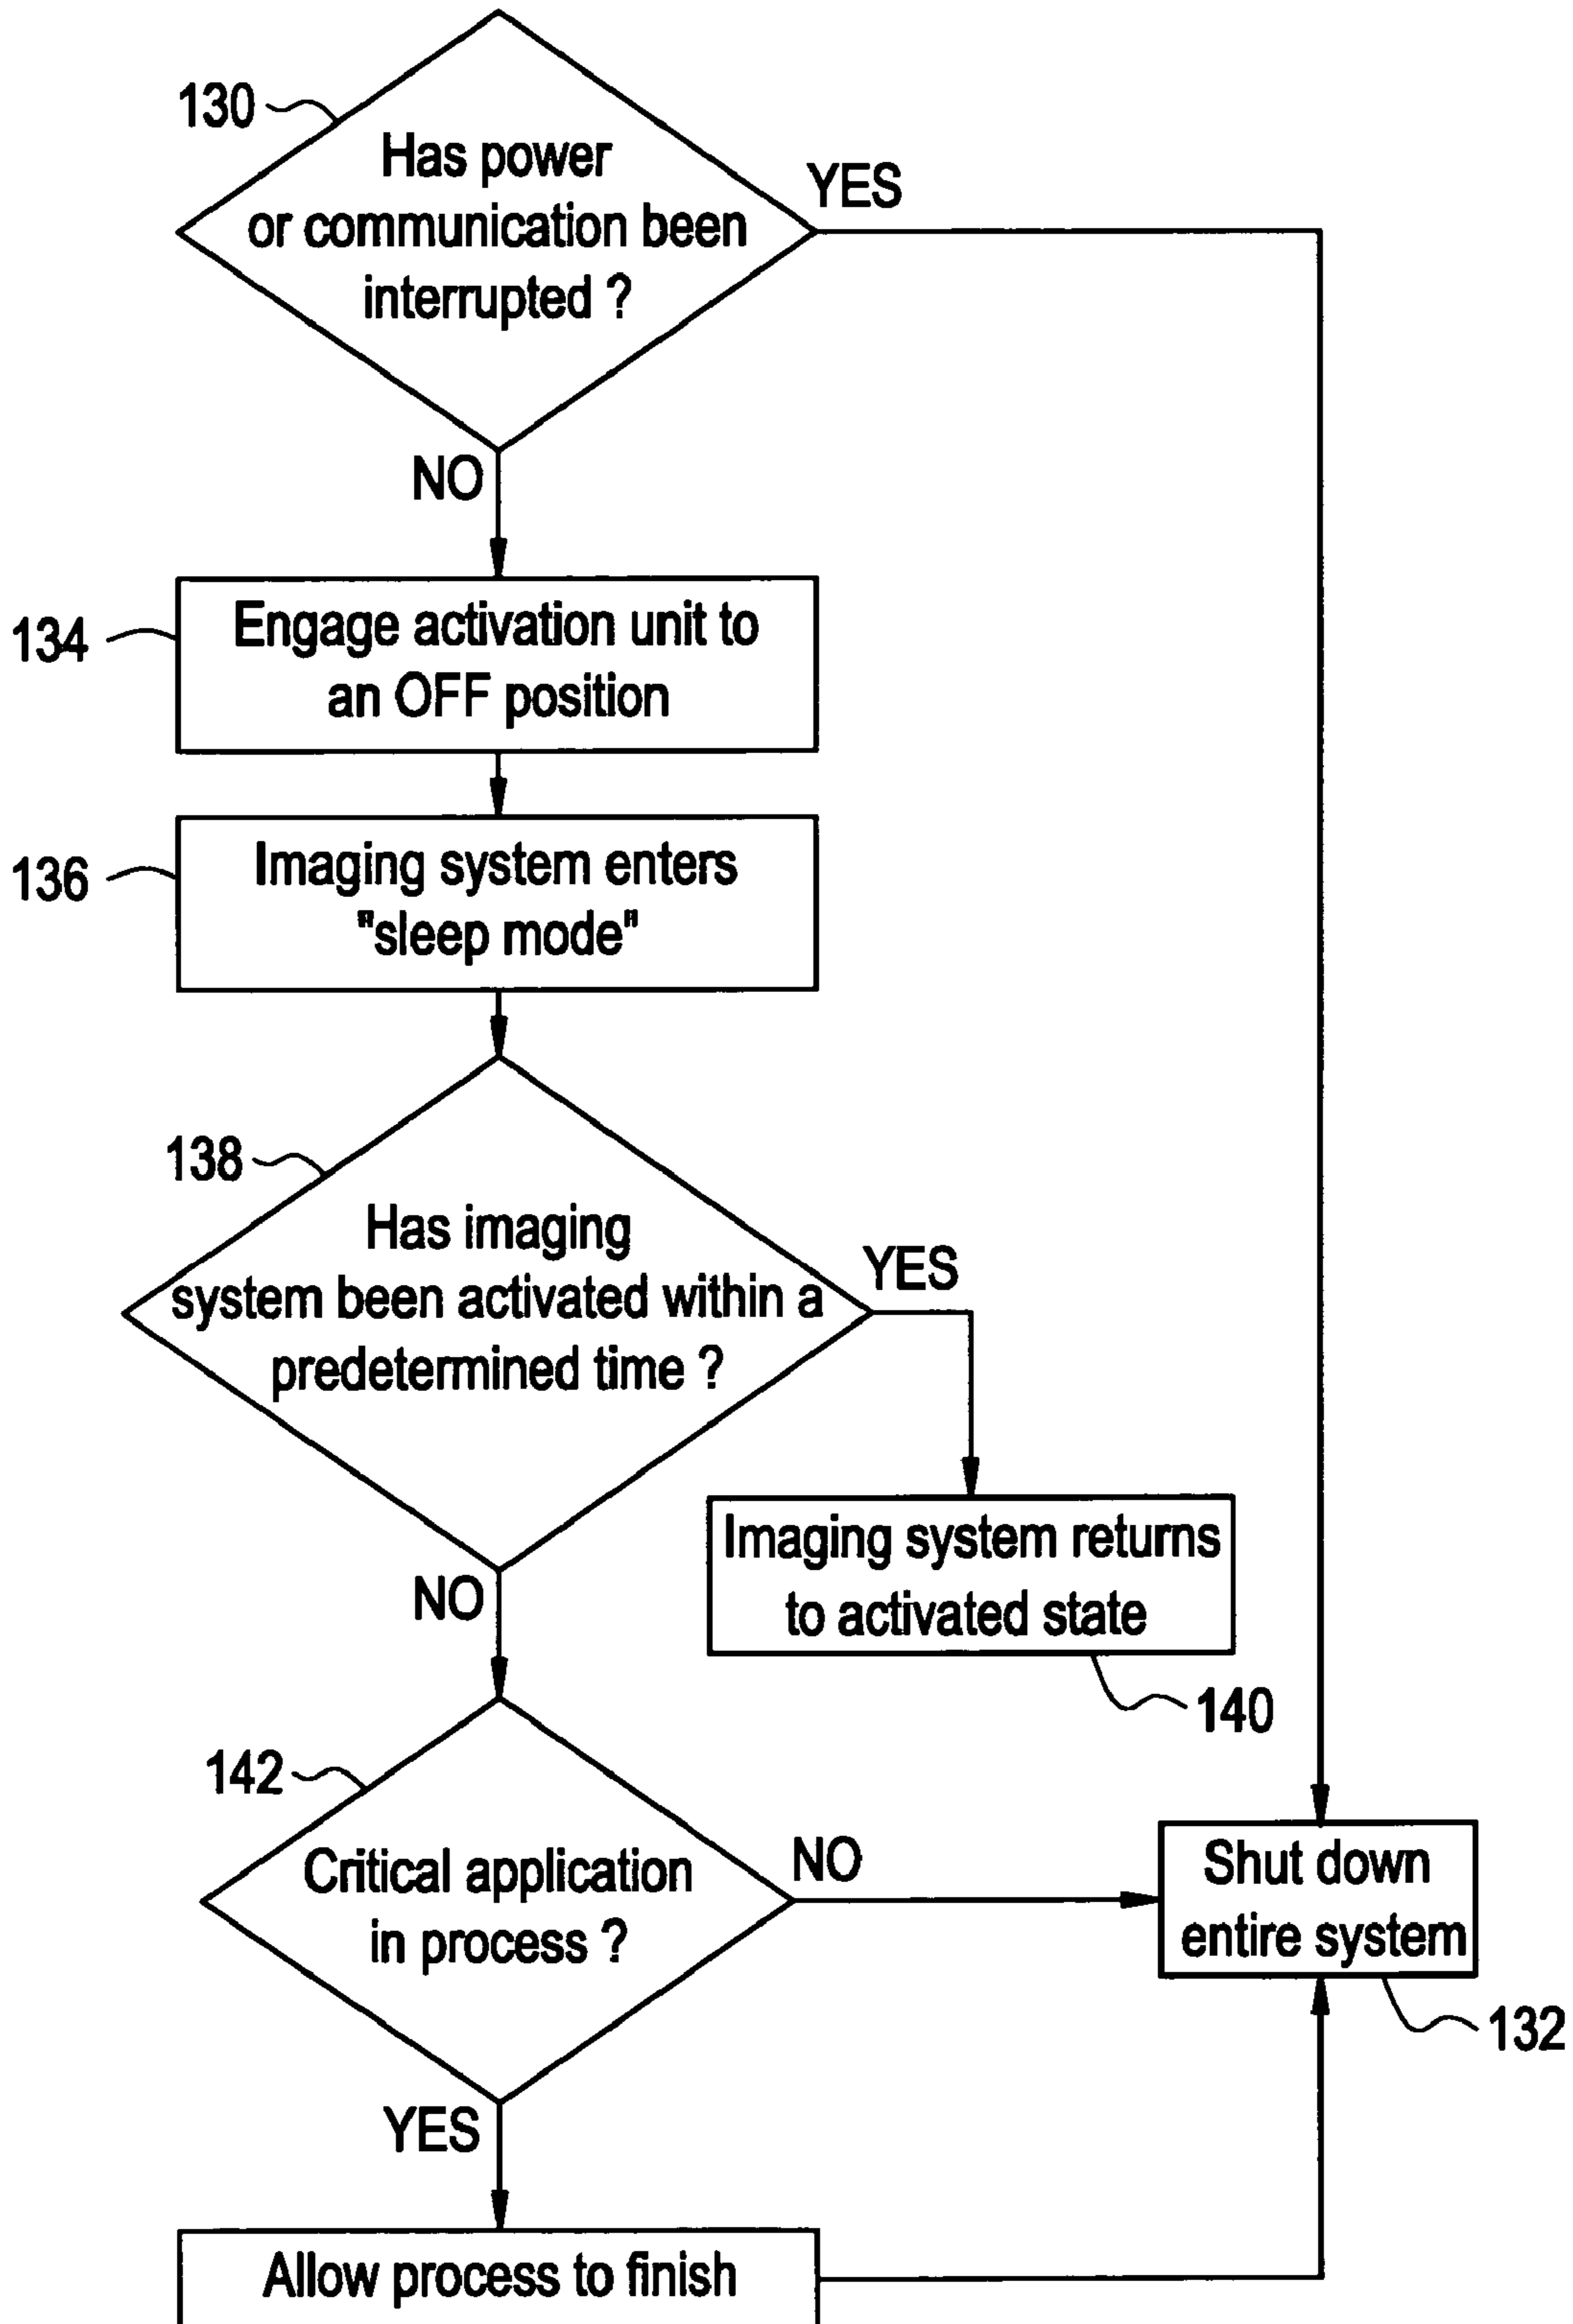 130
Has power
or communication been
interrupted ?
YES
NO
134
Engage activation unit to
an OFF position
136
Imaging system enters
"sleep mode"
138
Has imaging
system been activated within a
predetermined time ?
YES
NO
Imaging system returns
to activated state
140
142
Critical application
in process ?
NO
YES
Shut down
entire system
132
Allow process to finish